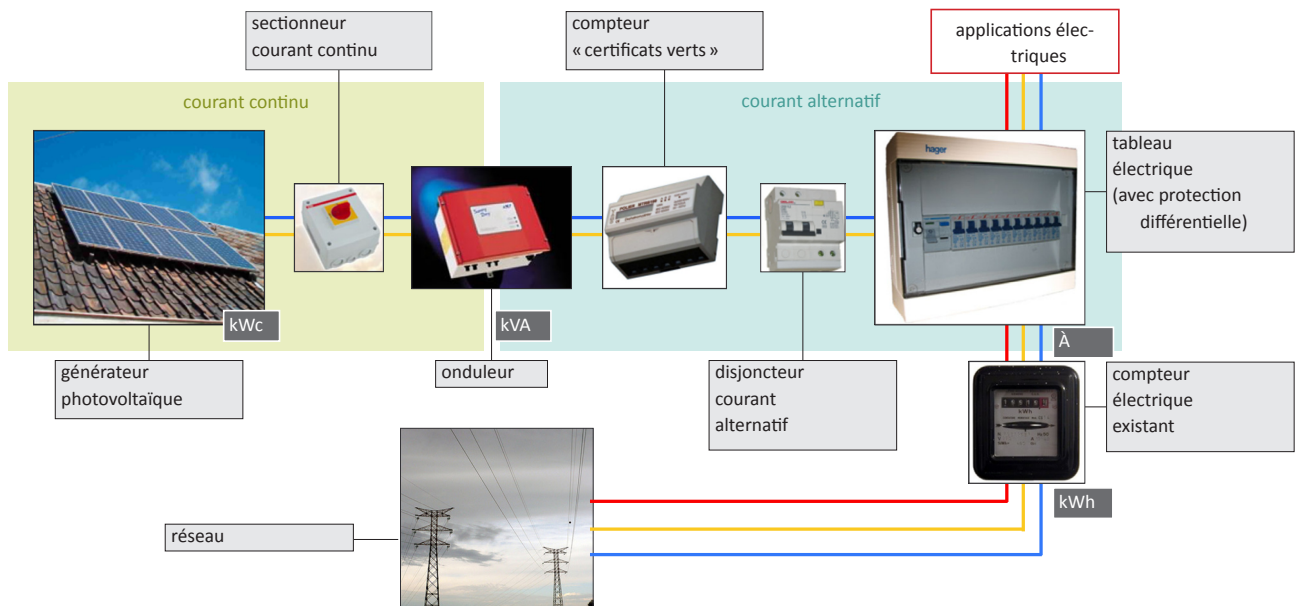 sectionneur
courant continu
compteur
« certificats verts »
applications élec-
triques
courant continu
courant alternatif
hager
tableau
électrique
(avec protection
différentielle)
kWc
kVA
À
générateur
photovoltaïque
onduleur
disjoncteur
courant
alternatif
kWh
compteur
électrique
existant
kWh
réseau